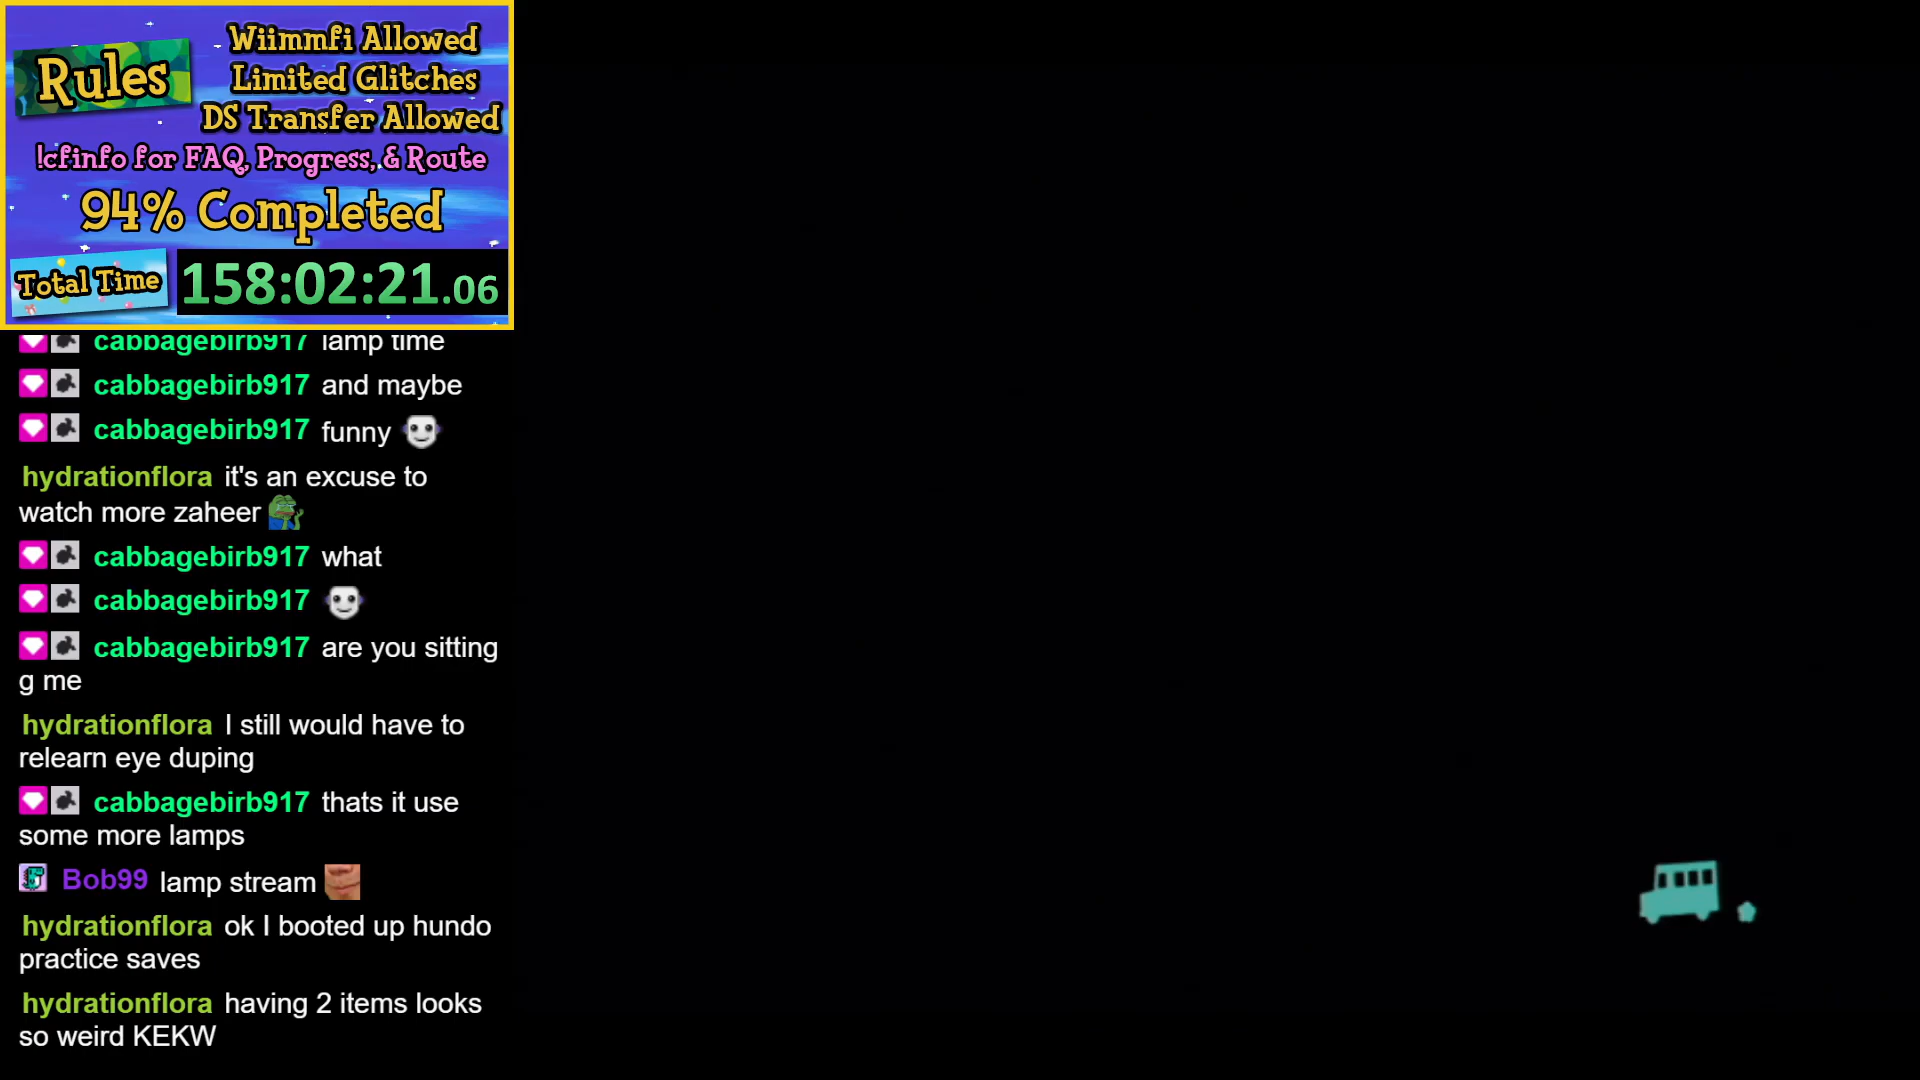 Rules
Wiimmfi Allowed
Limited Glitches
DS Transfer Allowed
!cfinfo for FAQ, Progress, & Route
94% Completed
Total Time
158:02:21.06
cabbagebirb917 lamp time
cabbagebirb917 and maybe
cabbagebirb917 funny
hydrationflora it's an excuse to
watch more zaheer
cabbagebirb917 what
cabbagebirb917
cabbagebirb917 are you sitting
g me
hydrationflora I still would have to
relearn eye duping
cabbagebirb917 thats it use
some more lamps
Bob99 lamp stream
hydrationflora ok I booted up hundo
practice saves
hydrationflora having 2 items looks
so weird KEKW